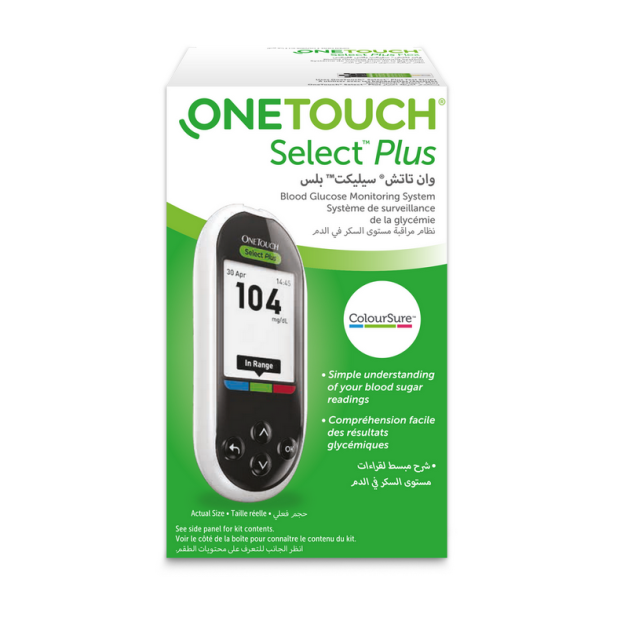 ONETOUCH
Select Plus
ONETOUCH®
Select™ Plus
وان تاتش® سيليكت™ بلس
Blood Glucose Monitoring System
Système de surveillance
de la glycémie
نظام مراقبة مستوى السكر في الدم
ONETOUCH
Select Plus
30 Apr 14:45
104
mg/dL
In Range
OK
ColourSure™
• Simple understanding
of your blood sugar
readings
• Compréhension facile
des résultats
glycémiques
• شرح مبسط لقراءات
مستوى السكر في الدم
Actual Size • Taille réelle • حجم فعلي
See side panel for kit contents.
Voir le côté de la boîte pour connaître le contenu du kit.
انظر الجانب للتعرف على محتويات الطقم.